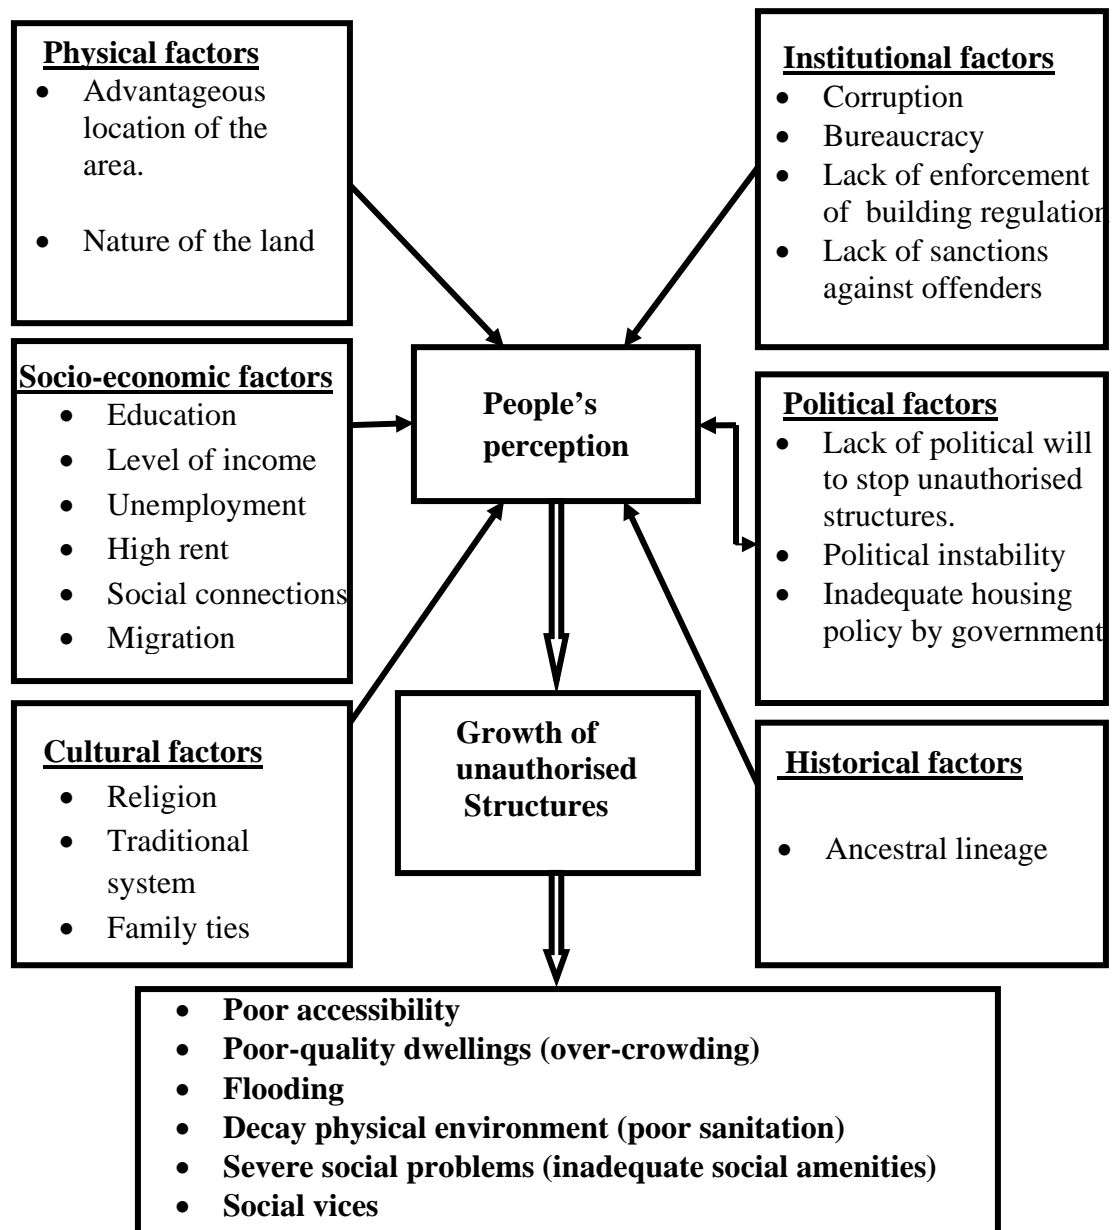 Physical factors
• Advantageous
location of the
area.
• Nature of the land
Institutional factors
• Corruption
• Bureaucracy
• Lack of enforcement
of building regulation
• Lack of sanctions
against offenders
Socio-economic factors
• Education
• Level of income
• Unemployment
• High rent
• Social connections
• Migration
People's
perception
Political factors
• Lack of political will
to stop unauthorised
structures.
• Political instability
• Inadequate housing
policy by government
Cultural factors
• Religion
• Traditional
system
• Family ties
Growth of
unauthorised
Structures
Historical factors
• Ancestral lineage
• Poor accessibility
• Poor-quality dwellings (over-crowding)
• Flooding
• Decay physical environment (poor sanitation)
• Severe social problems (inadequate social amenities)
• Social vices